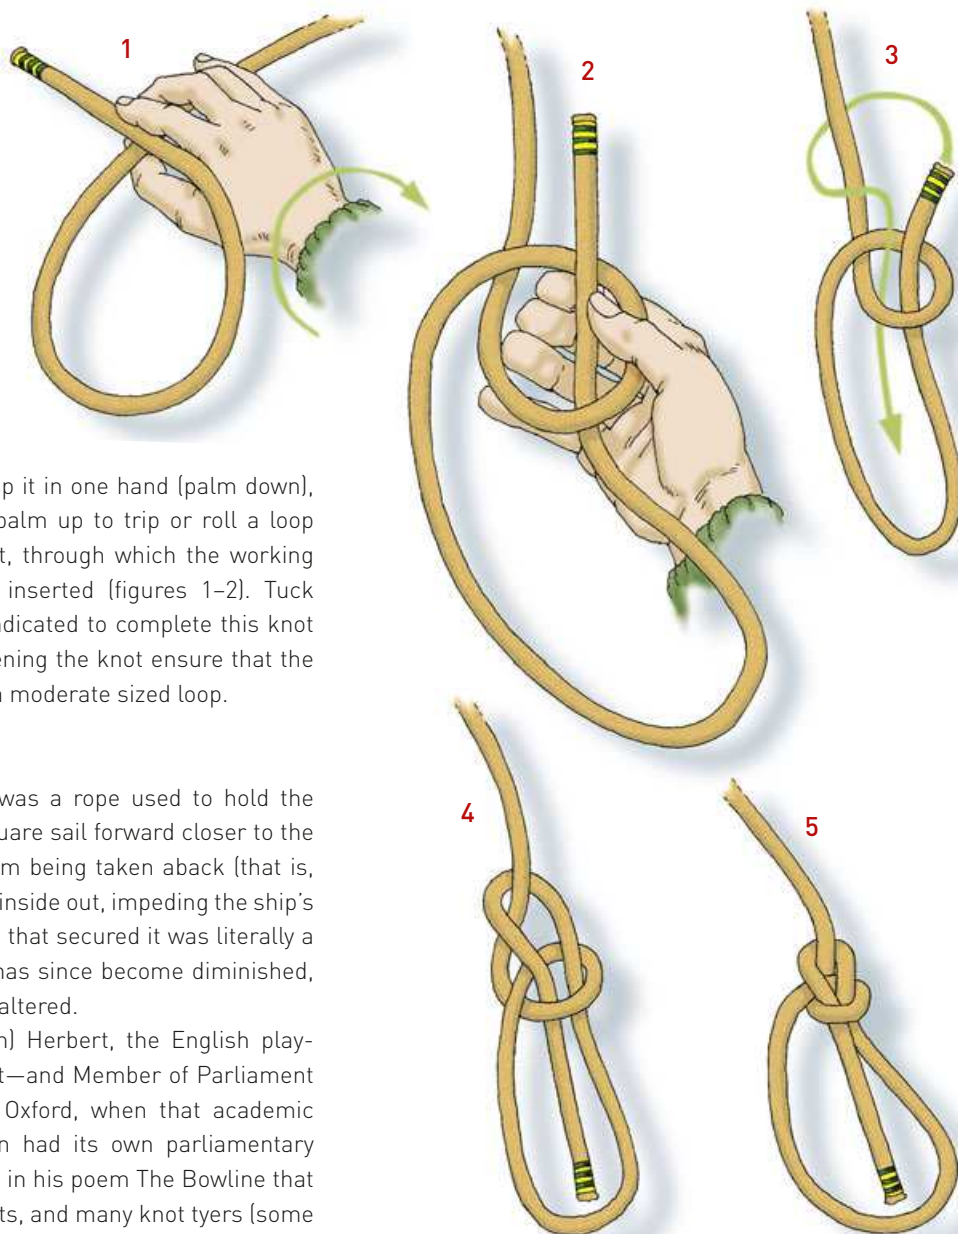 1
2
3
p it in one hand (palm down),
palm up to trip or roll a loop
t, through which the working
inserted (figures 1–2). Tuck
ndicated to complete this knot
ening the knot ensure that the
a moderate sized loop.
was a rope used to hold the
uare sail forward closer to the
m being taken aback (that is,
inside out, impeding the ship’s
that secured it was literally a
has since become diminished,
altered.
n) Herbert, the English play-
t—and Member of Parliament
Oxford, when that academic
n had its own parliamentary
in his poem The Bowline that
ts, and many knot tyers (some
4
5